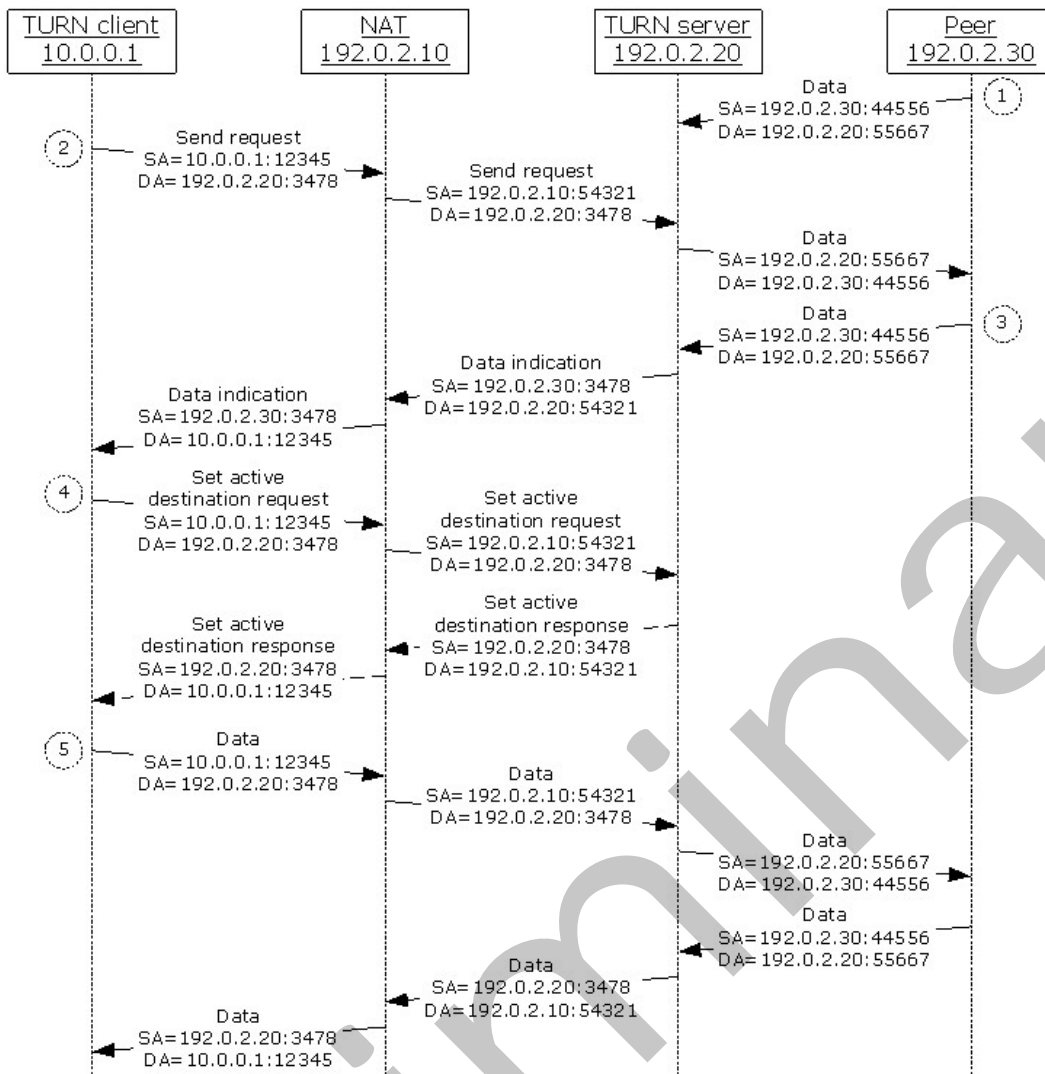 TURN client
10.0.0.1
NAT
192.0.2.10
TURN server
192.0.2.20
Peer
192.0.2.30
1
Data
SA=192.0.2.30:44556
DA=192.0.2.20:55667
2
Send request
SA=10.0.0.1:12345
DA=192.0.2.20:3478
Send request
SA=192.0.2.10:54321
DA=192.0.2.20:3478
Data
SA=192.0.2.20:55667
DA=192.0.2.30:44556
3
Data
SA=192.0.2.30:44556
DA=192.0.2.20:55667
Data indication
SA=192.0.2.30:3478
DA=192.0.2.20:54321
Data indication
SA=192.0.2.30:3478
DA=10.0.0.1:12345
4
Set active
destination request
SA=10.0.0.1:12345
DA=192.0.2.20:3478
Set active
destination request
SA=192.0.2.10:54321
DA=192.0.2.20:3478
Set active
destination response
SA=192.0.2.20:3478
DA=192.0.2.10:54321
Set active
destination response
SA=192.0.2.20:3478
DA=10.0.0.1:12345
5
Data
SA=10.0.0.1:12345
DA=192.0.2.20:3478
Data
SA=192.0.2.10:54321
DA=192.0.2.20:3478
Data
SA=192.0.2.20:55667
DA=192.0.2.30:44556
Data
SA=192.0.2.30:44556
DA=192.0.2.20:55667
Data
SA=192.0.2.20:3478
DA=192.0.2.10:54321
Data
SA=192.0.2.20:3478
DA=10.0.0.1:12345